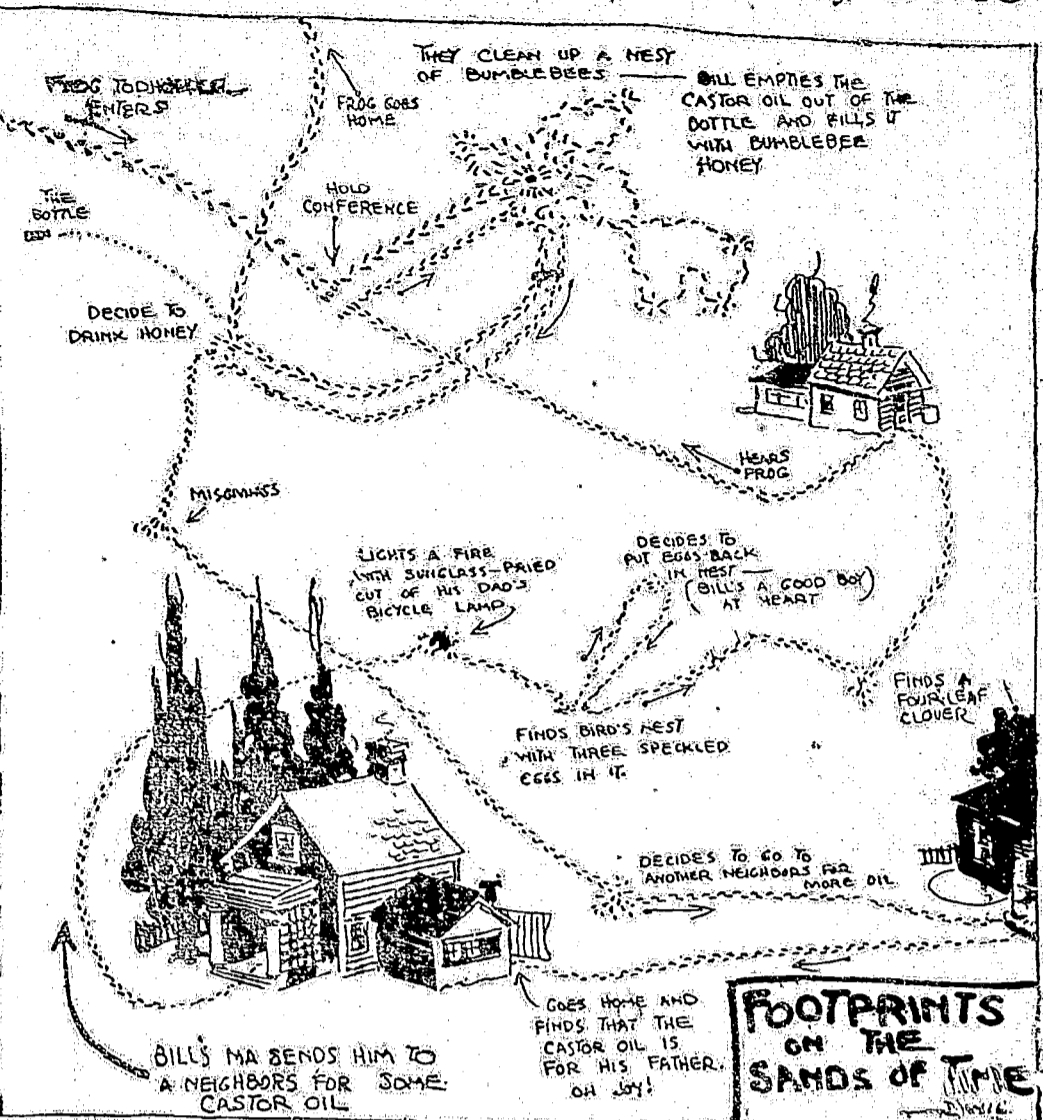 FROG TODHOPPER
ENTERS
FROG GOES
HOME
THEY CLEAN UP A NEST
OF BUMBLEBEES
BILL EMPTIES THE
CASTOR OIL OUT OF THE
BOTTLE AND FILLS IT
WITH BUMBLEBEE
HONEY
THE
BOTTLE
HOLD
CONFERENCE
DECIDE TO
DRINK HONEY
HEARS
FROG
LIGHTS A FIRE
WITH SUNGLASS-PRIED
OUT OF HIS DAD'S
BICYCLE LAMP
DECIDES TO
PUT EGGS BACK
IN NEST —
(BILL'S A GOOD BOY
AT HEART)
FINDS A
FOUR-LEAF
CLOVER
FINDS BIRD'S NEST
WITH THREE SPECKLED
EGGS IN IT.
DECIDES TO GO TO
ANOTHER NEIGHBORS FOR
MORE OIL
GOES HOME AND
FINDS THAT THE
CASTOR OIL IS
FOR HIS FATHER.
OH JOY!
BILL'S MA SENDS HIM TO
A NEIGHBORS FOR SOME
CASTOR OIL
FOOTPRINTS
ON THE
SANDS OF TIME